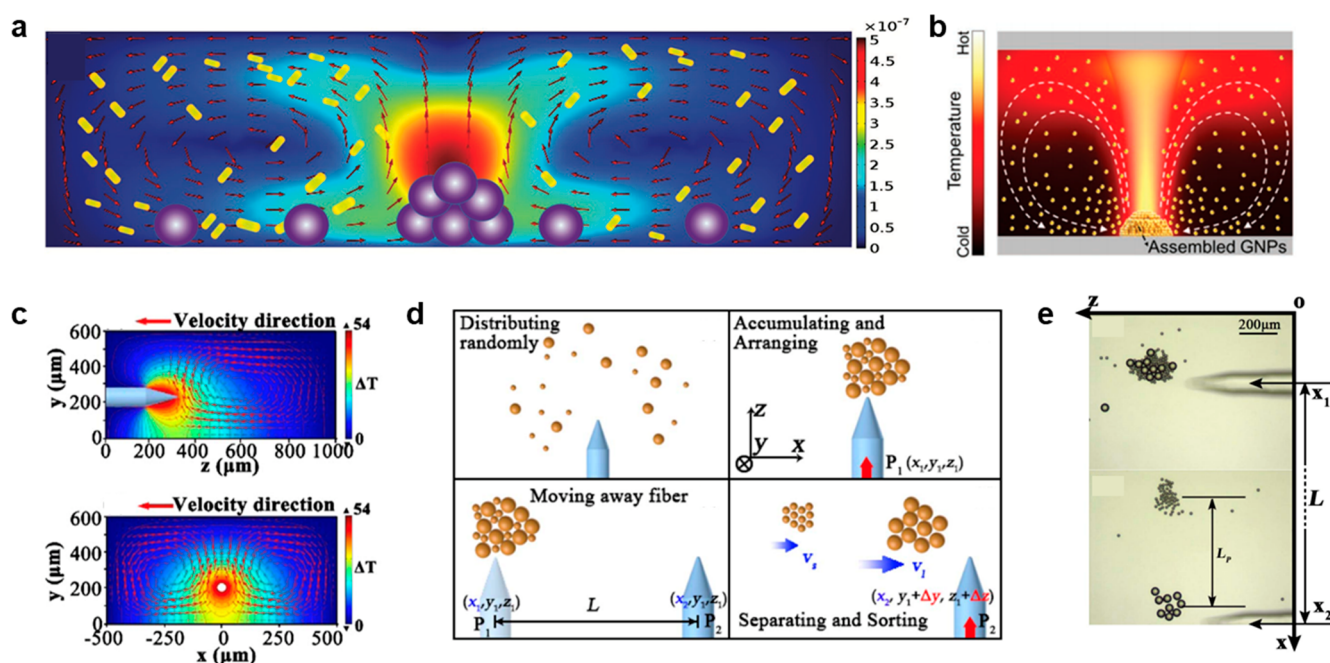 a
×10⁻⁷
5
4.5
4
3.5
3
2.5
2
1.5
1
0.5
0
b
Hot
Temperature
Cold
Assembled GNPs
c
Velocity direction
600
400
200
0
y (μm)
0 200 400 600 800 1000
z (μm)
54
ΔT
0
Velocity direction
600
400
200
0
y (μm)
-500 -250 0 250 500
x (μm)
54
ΔT
0
d
Distributing
randomly
Accumulating and
Arranging
z
y x
P₁ (x₁,y₁,z₁)
Moving away fiber
(x₁,y₁,z₁) L (x₂,y₁,z₁)
P₁ P₂
vₛ
vₗ
(x₂, y₁+Δy, z₁+Δz)
Separating and Sorting P₂
e
z o
200μm
x₁
L
Lₚ
x₂
x